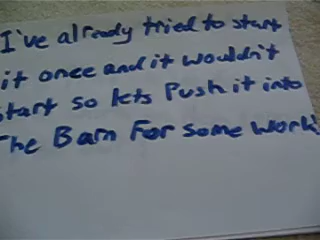 I've already tried to start
it once and it wouldn't
start so lets Push it into
The Barn For some work!